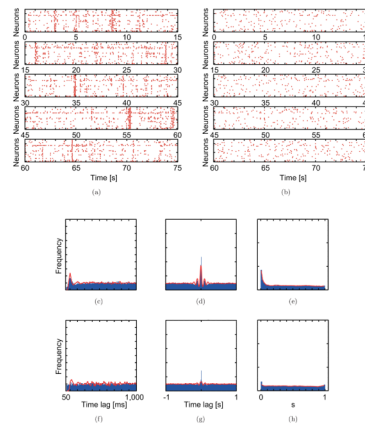 Neurons
Neurons
0 5 10 15
0 5 10
Neurons
Neurons
15 20 25 30
15 20 25
Neurons
Neurons
30 35 40 45
30 35 40
Neurons
Neurons
45 50 55 60
45 50 55
Neurons
Neurons
60 65 70 75
60 65 70
Time [s]
Time [s]
(a)
(b)
Frequency
(c)
(d)
(e)
Frequency
50 1,000
-1 1
0 1
Time lag [ms]
Time lag [s]
s
(f)
(g)
(h)